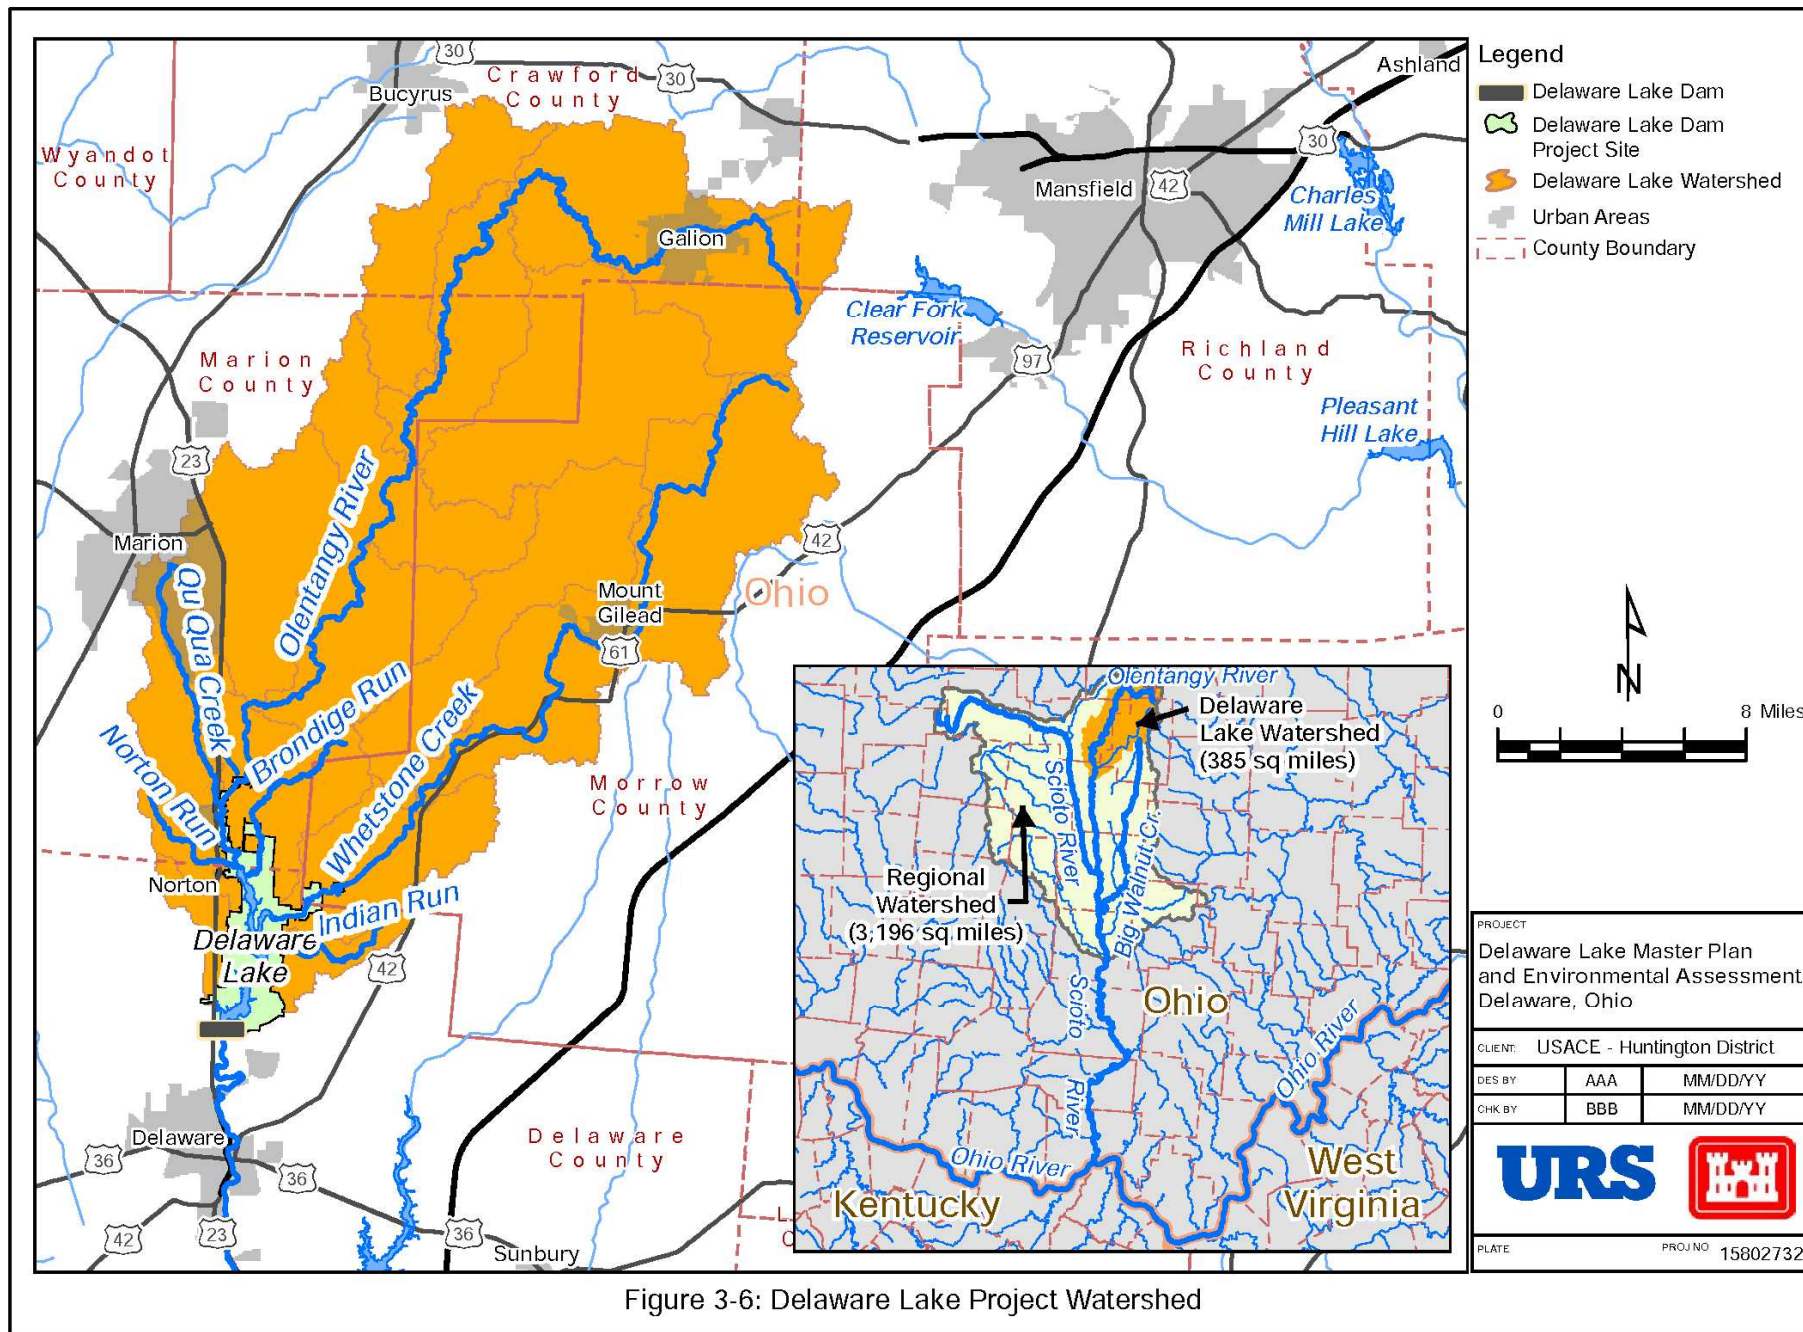 30
Crawford
County
30
Ashland
Bucyrus
Wyandot
County
30
Mansfield
42
Charles
Mill Lake
Galion
Clear Fork
Reservoir
Marion
County
97
Richland
County
Pleasant
Hill Lake
23
Marion
42
Olentangy River
Qu Qua Creek
Mount
Gilead
Ohio
61
Brondige Run
Norton Run
Whetstone Creek
Morrow
County
Norton
Indian Run
Delaware
Lake
42
Delaware
36
36
Delaware
County
42
23
36
Sunbury
L
C
Olentangy River
Delaware
Lake Watershed
(385 sq miles)
Scioto River
Big Walnut Cr.
Regional
Watershed
(3,196 sq miles)
Scioto
River
Ohio
Ohio River
Ohio River
Kentucky
West
Virginia
Legend
Delaware Lake Dam
Delaware Lake Dam
Project Site
Delaware Lake Watershed
Urban Areas
County Boundary
N
0 8 Miles
PROJECT
Delaware Lake Master Plan
and Environmental Assessment
Delaware, Ohio
CLIENT: USACE - Huntington District
DES BY AAA MM/DD/YY
CHK BY BBB MM/DD/YY
URS
PLATE PROJ NO 15802732
Figure 3-6: Delaware Lake Project Watershed